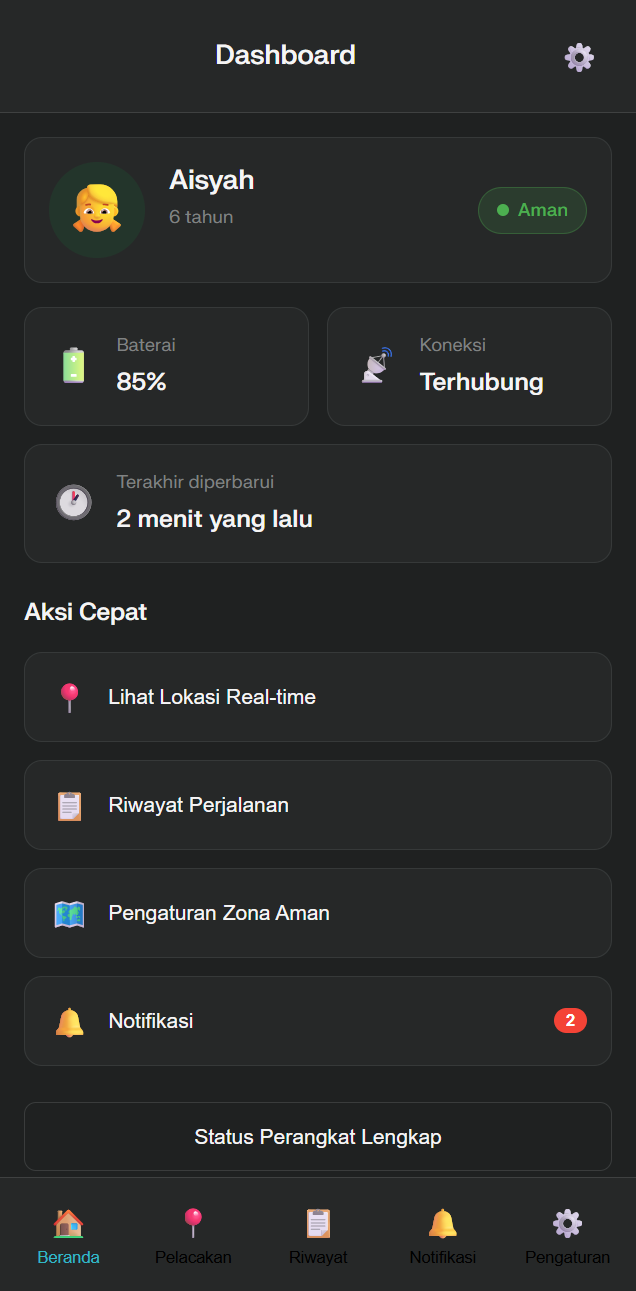 Dashboard
Aisyah
6 tahun
Aman
Baterai
85%
Koneksi
Terhubung
Terakhir diperbarui
2 menit yang lalu
Aksi Cepat
Lihat Lokasi Real-time
Riwayat Perjalanan
Pengaturan Zona Aman
Notifikasi
2
Status Perangkat Lengkap
Beranda
Pelacakan
Riwayat
Notifikasi
Pengaturan